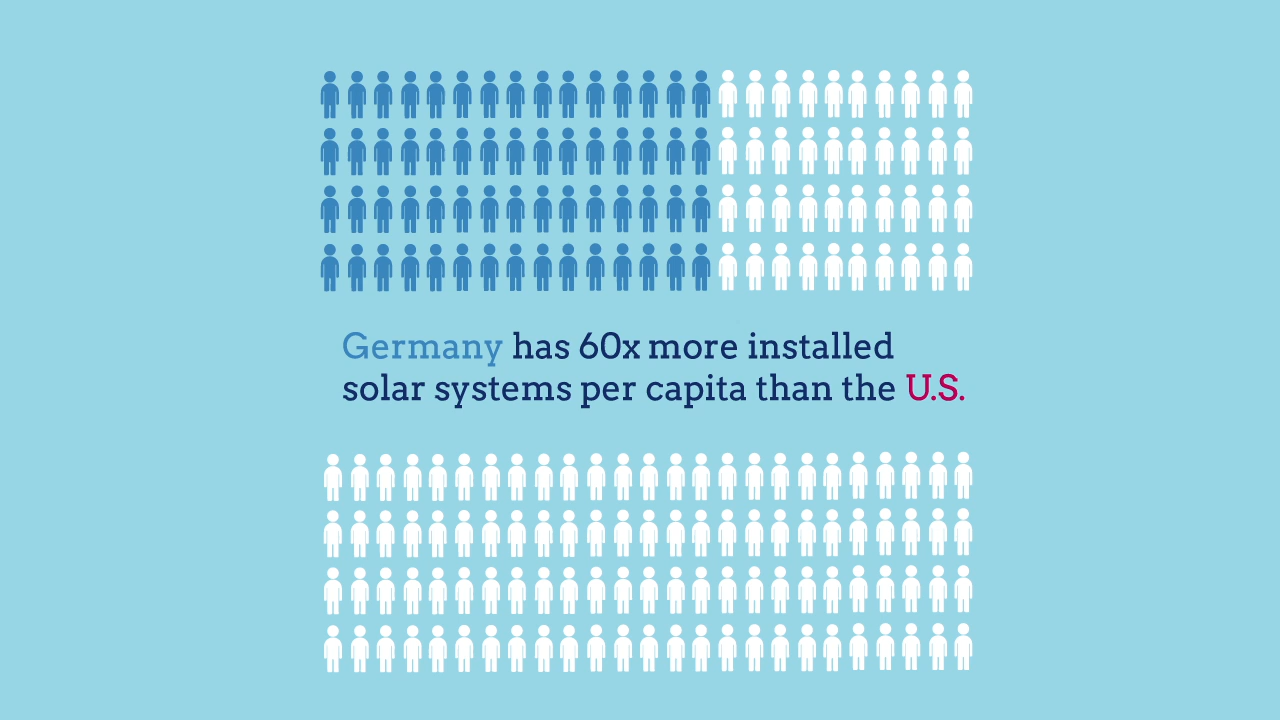 Germany has 60x more installed
solar systems per capita than the U.S.